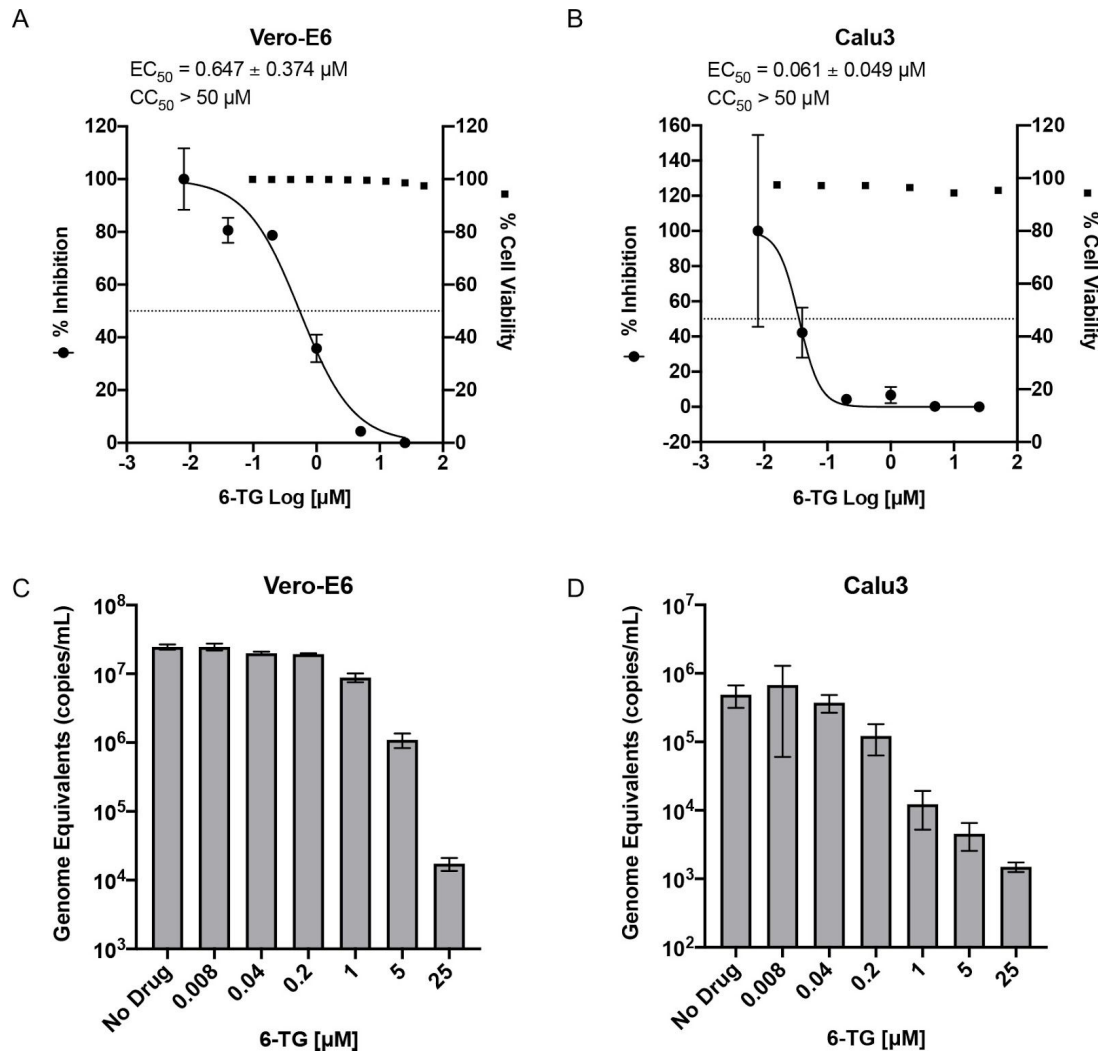 A
Vero-E6
EC50 = 0.647 ± 0.374 µM
CC50 > 50 µM
120
100
80
60
40
20
0
% Inhibition
120
100
80
60
40
20
0
% Cell Viability
-3 -2 -1 0 1 2
6-TG Log [µM]
B
Calu3
EC50 = 0.061 ± 0.049 µM
CC50 > 50 µM
160
140
120
100
80
60
40
20
0
-20
% Inhibition
120
100
80
60
40
20
0
% Cell Viability
-3 -2 -1 0 1 2
6-TG Log [µM]
C
Vero-E6
Genome Equivalents (copies/mL)
10^8
10^7
10^6
10^5
10^4
10^3
No Drug 0.008 0.04 0.2 1 5 25
6-TG [µM]
D
Calu3
Genome Equivalents (copies/mL)
10^7
10^6
10^5
10^4
10^3
10^2
No Drug 0.008 0.04 0.2 1 5 25
6-TG [µM]